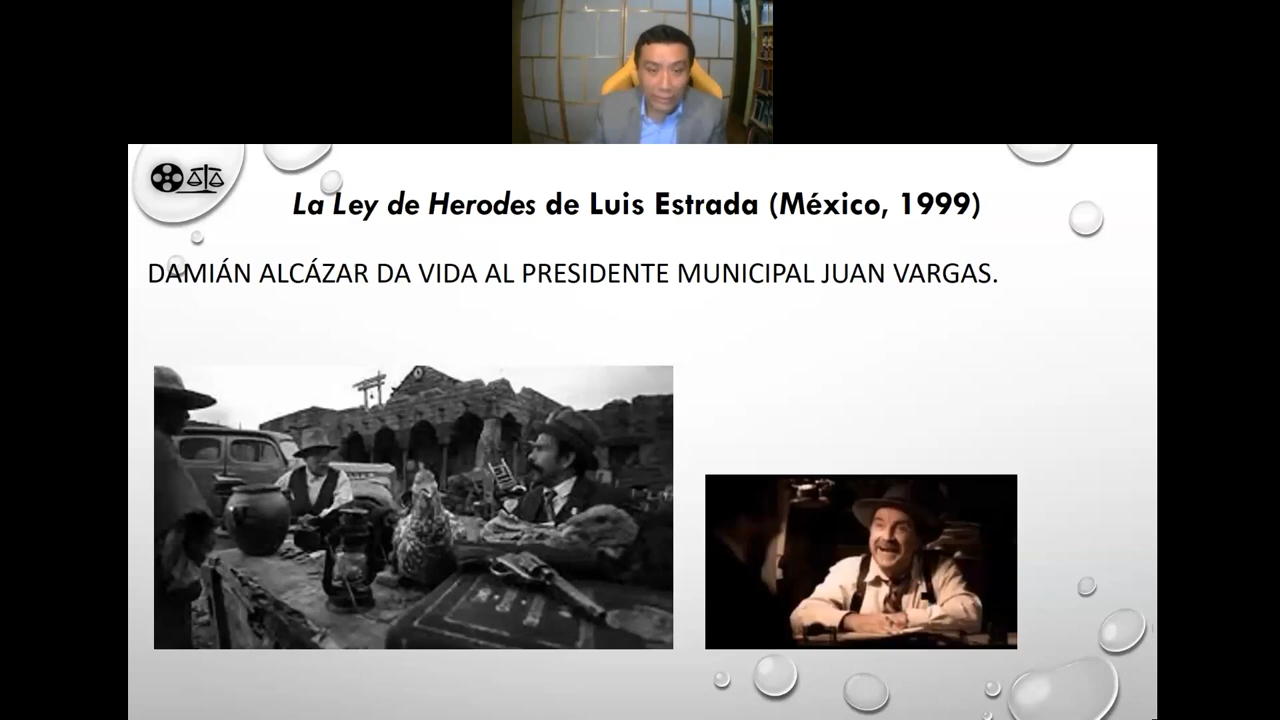 La Ley de Herodes de Luis Estrada (México, 1999)
DAMIÁN ALCÁZAR DA VIDA AL PRESIDENTE MUNICIPAL JUAN VARGAS.